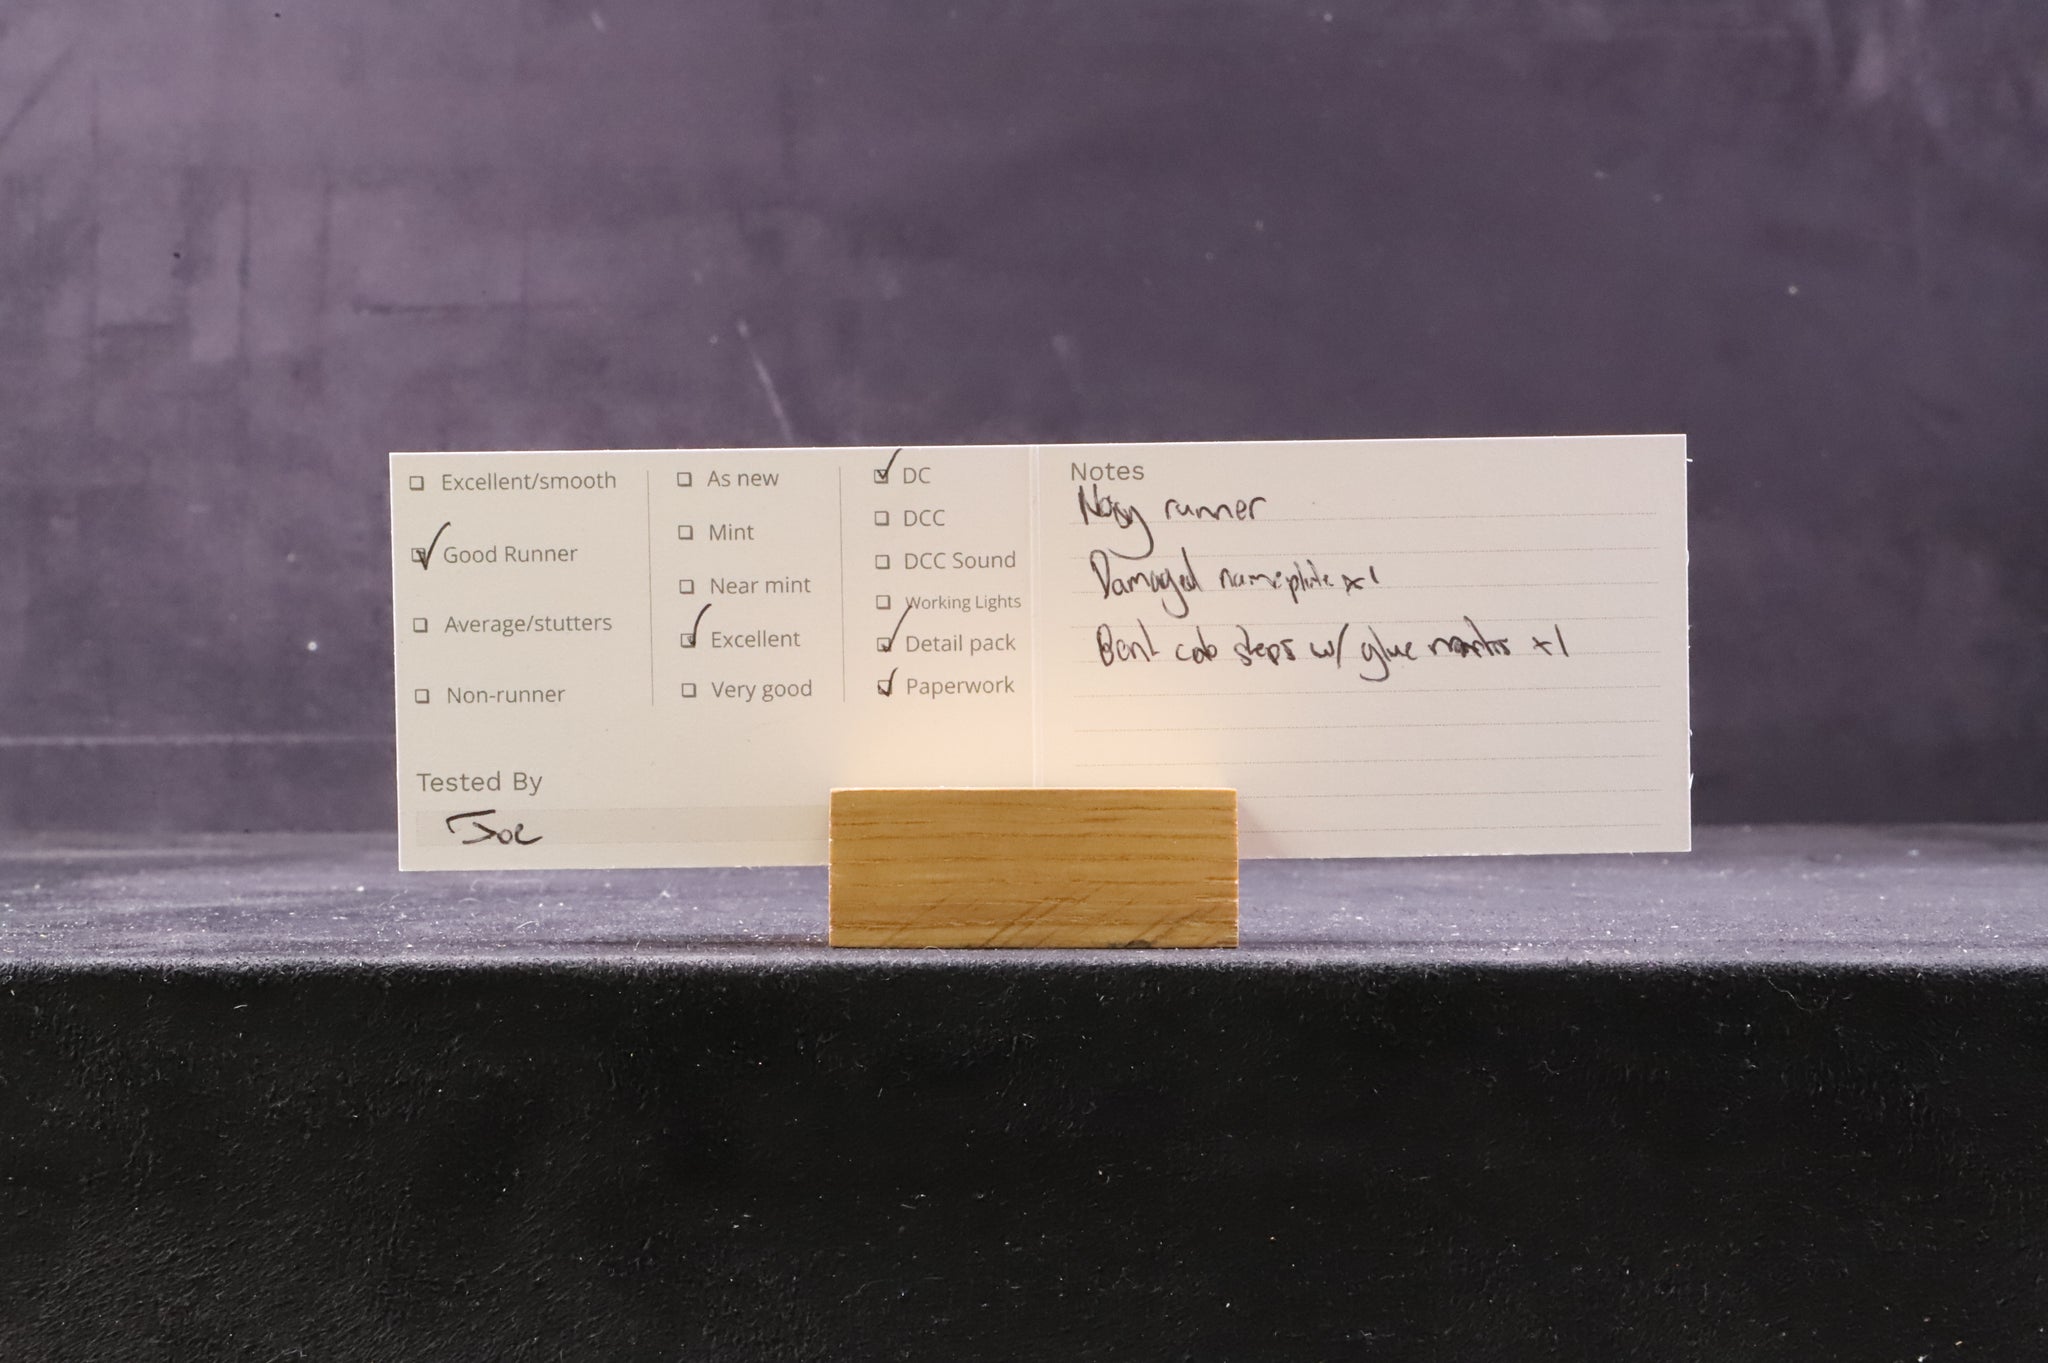 Excellent/smooth
Good Runner
Average/stutters
Non-runner
As new
Mint
Near mint
Excellent
Very good
DC
DCC
DCC Sound
Working Lights
Detail pack
Paperwork
Tested By
Joe
Notes
Noisy runner
Damaged nameplate x1
Bent cab steps w/ glue marks x1